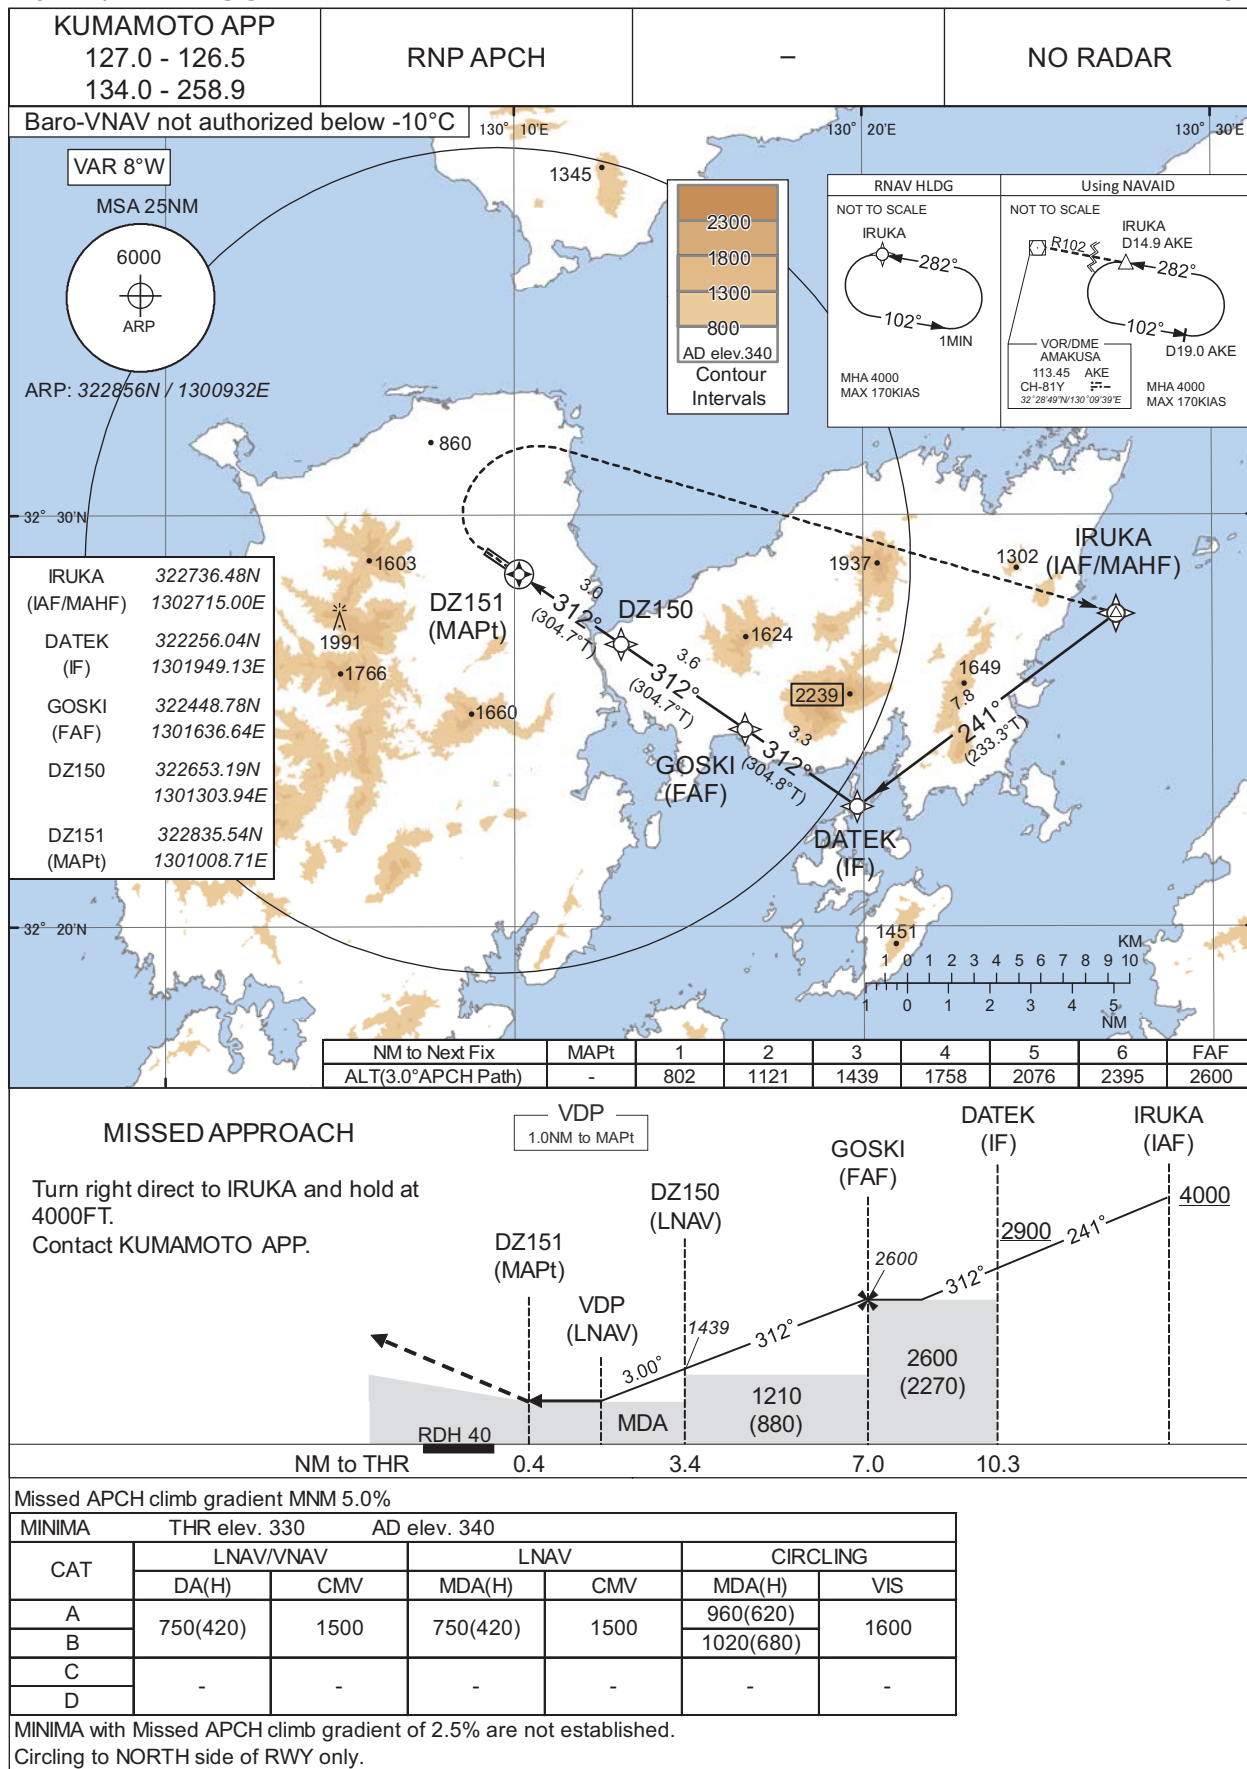 KUMAMOTO APP
127.0 - 126.5
134.0 - 258.9
RNP APCH
–
NO RADAR
Baro-VNAV not authorized below -10°C
130° 10'E
130° 20'E
130° 30'E
VAR 8°W
MSA 25NM
6000
ARP
ARP: 322856N / 1300932E
1345
2300
1800
1300
800
AD elev.340
Contour
Intervals
RNAV HLDG
NOT TO SCALE
IRUKA
282°
102°
1MIN
MHA 4000
MAX 170KIAS
Using NAVAID
NOT TO SCALE
IRUKA
D14.9 AKE
R102
282°
102°
D19.0 AKE
VOR/DME
AMAKUSA
113.45 AKE
CH-81Y
32°28'49"N/130°09'39"E
MHA 4000
MAX 170KIAS
860
32° 30'N
1603
1991
1766
1660
1937
1302
1624
2239
1649
1451
IRUKA
(IAF/MAHF)
DZ151
(MAPt)
DZ150
GOSKI
(FAF)
DATEK
(IF)
3.0
312°
(304.7°T)
3.6
312°
(304.7°T)
3.3
312°
(304.8°T)
7.8
241°
(233.3°T)
IRUKA 322736.48N
(IAF/MAHF) 1302715.00E
DATEK 322256.04N
(IF) 1301949.13E
GOSKI 322448.78N
(FAF) 1301636.64E
DZ150 322653.19N
1301303.94E
DZ151 322835.54N
(MAPt) 1301008.71E
32° 20'N
KM
1 0 1 2 3 4 5 6 7 8 9 10
1 0 1 2 3 4 5
NM
NM to Next Fix MAPt 1 2 3 4 5 6 FAF
ALT(3.0°APCH Path) - 802 1121 1439 1758 2076 2395 2600
MISSED APPROACH
Turn right direct to IRUKA and hold at
4000FT.
Contact KUMAMOTO APP.
VDP
1.0NM to MAPt
DZ151
(MAPt)
VDP
(LNAV)
DZ150
(LNAV)
GOSKI
(FAF)
DATEK
(IF)
IRUKA
(IAF)
4000
2900
241°
312°
2600
312°
1439
3.00°
2600
(2270)
1210
(880)
MDA
RDH 40
NM to THR 0.4 3.4 7.0 10.3
Missed APCH climb gradient MNM 5.0%
MINIMA THR elev. 330 AD elev. 340
CAT LNAV/VNAV LNAV CIRCLING
DA(H) CMV MDA(H) CMV MDA(H) VIS
A 750(420) 1500 750(420) 1500 960(620) 1600
B 1020(680)
C - - - - - -
D
MINIMA with Missed APCH climb gradient of 2.5% are not established.
Circling to NORTH side of RWY only.